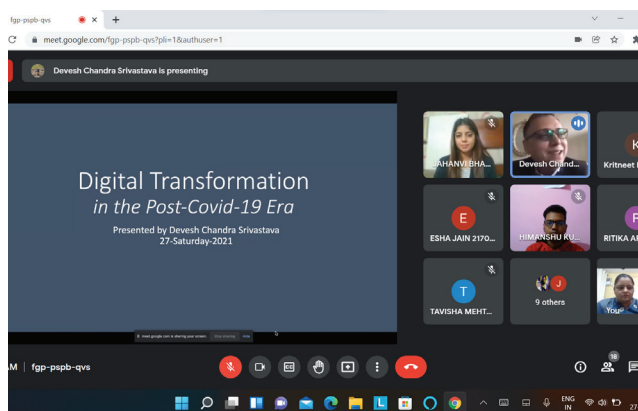 fgp-pspb-qvs
meet.google.com/fgp-pspb-qvs?pli=1&authuser=1
Devesh Chandra Srivastava is presenting
Digital Transformation
in the Post-Covid-19 Era
Presented by Devesh Chandra Srivastava
27-Saturday-2021
meet.google.com is sharing your screen. Stop sharing Hide
JAHANVI BHA...
Devesh Chand...
K
Kritneet
E
ESHA JAIN 2170...
HIMANSHU KU...
R
RITIKA
T
TAVISHA MEHT...
J
9 others
You
AM | fgp-pspb-qvs
18
ENG
IN
27